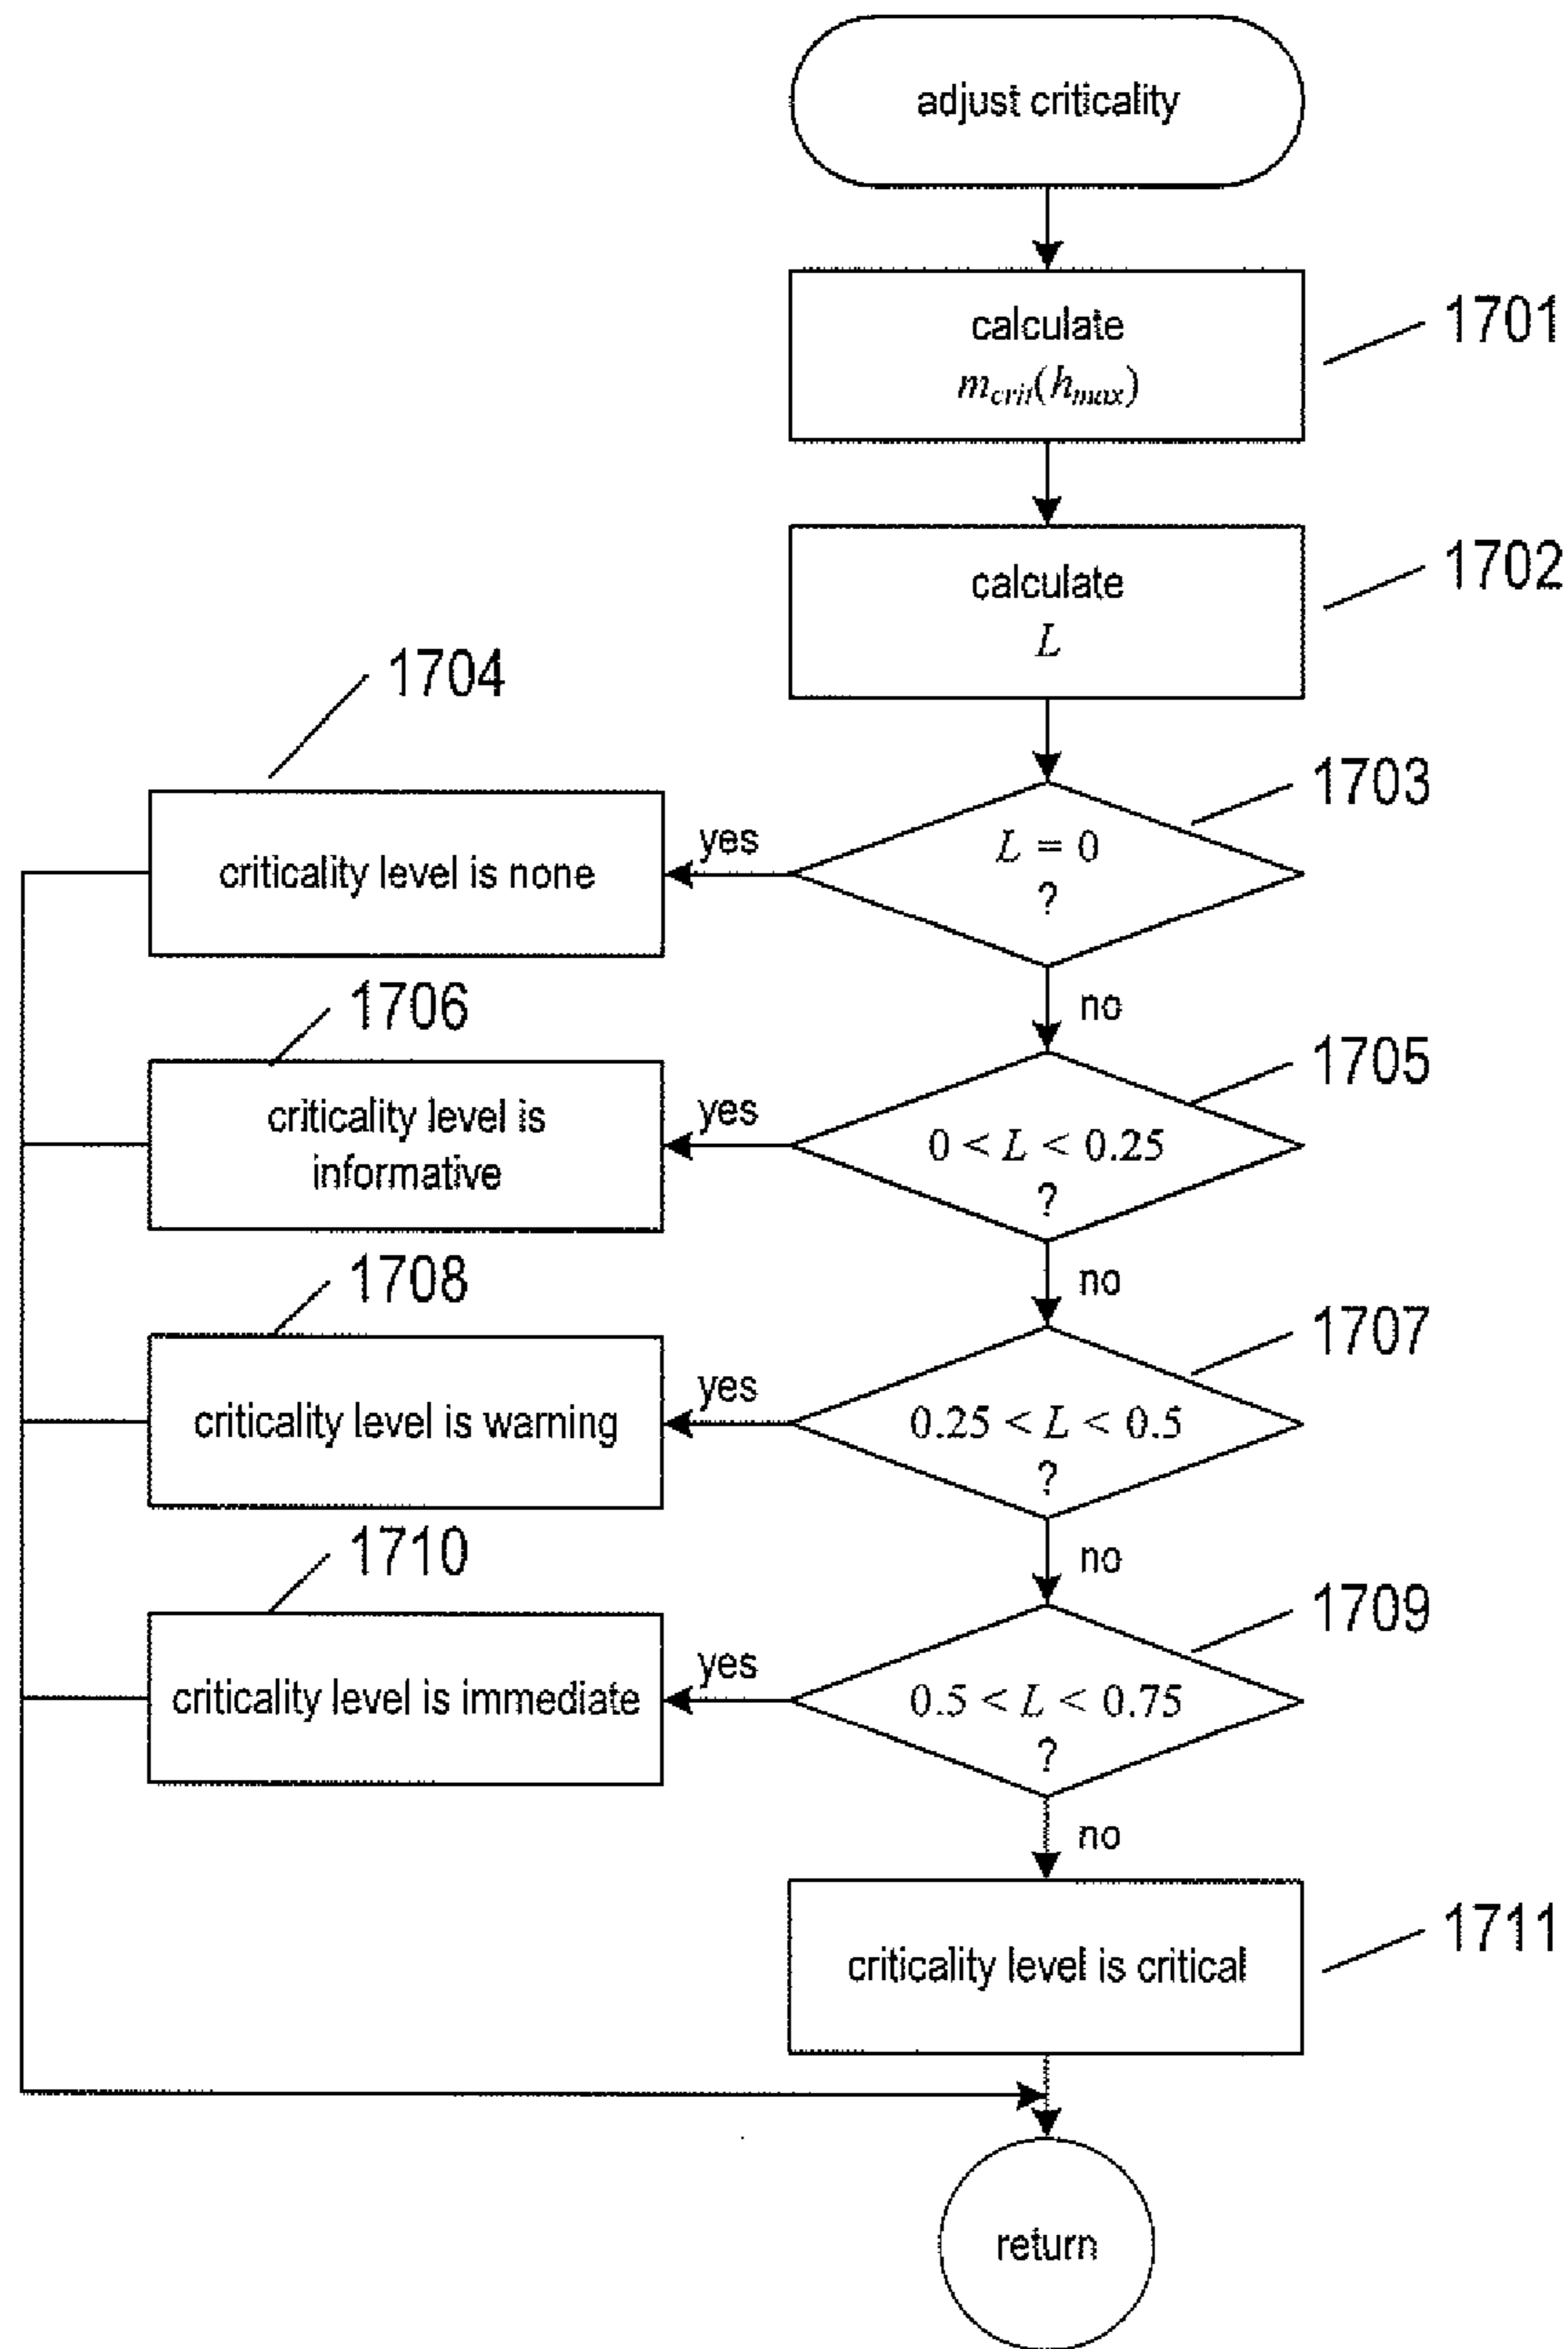 adjust criticality
calculate
m_crit(h_max)
1701
calculate
L
1702
1704
criticality level is none
yes
L = 0
?
1703
no
1706
criticality level is
informative
yes
0 < L < 0.25
?
1705
no
1708
criticality level is warning
yes
0.25 < L < 0.5
?
1707
no
1710
criticality level is immediate
yes
0.5 < L < 0.75
?
1709
no
criticality level is critical
1711
return